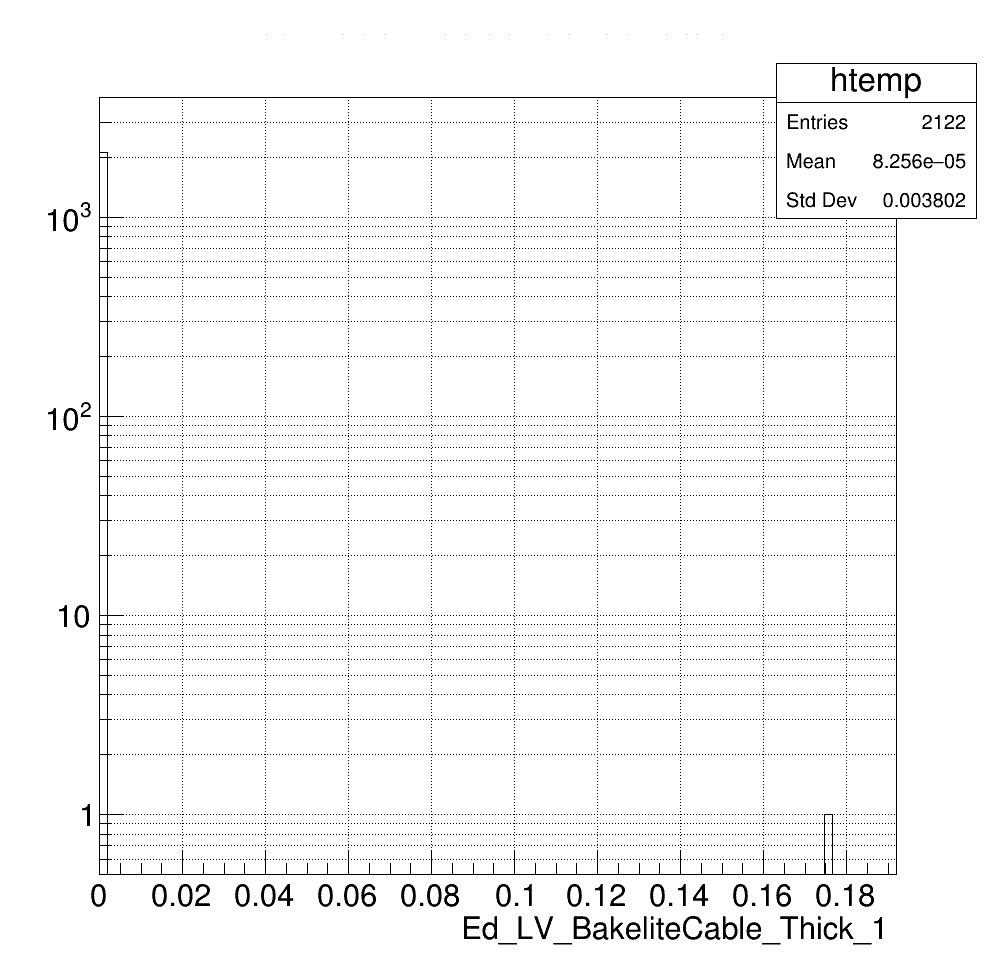 htemp
Entries 2122
Mean 8.256e−05
Std Dev 0.003802
10³
10²
10
1
0 0.02 0.04 0.06 0.08 0.1 0.12 0.14 0.16 0.18
Ed_LV_BakeliteCable_Thick_1